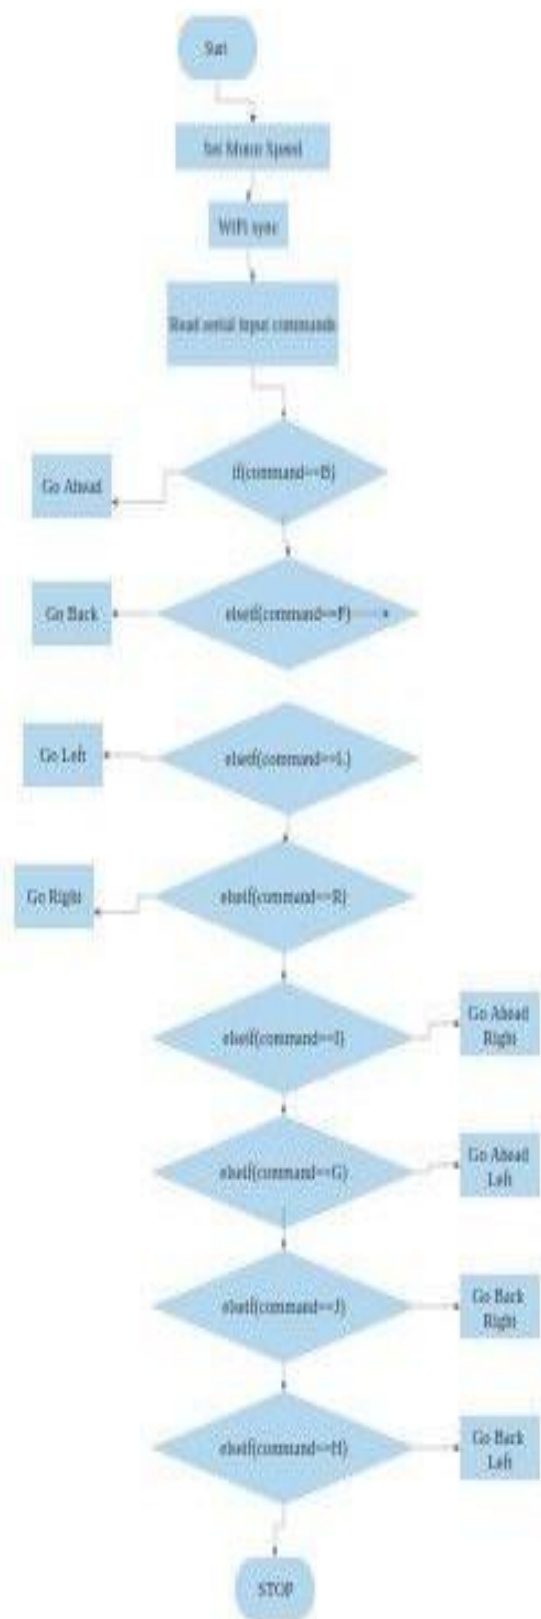 Start
Set Motor Speed
WiFi sync
Read serial input commands
if(command==B)
Go Ahead
elseif(command==F)
Go Back
elseif(command==L)
Go Left
elseif(command==R)
Go Right
elseif(command==I)
Go Ahead
Right
elseif(command==G)
Go Ahead
Left
elseif(command==J)
Go Back
Right
elseif(command==H)
Go Back
Left
STOP